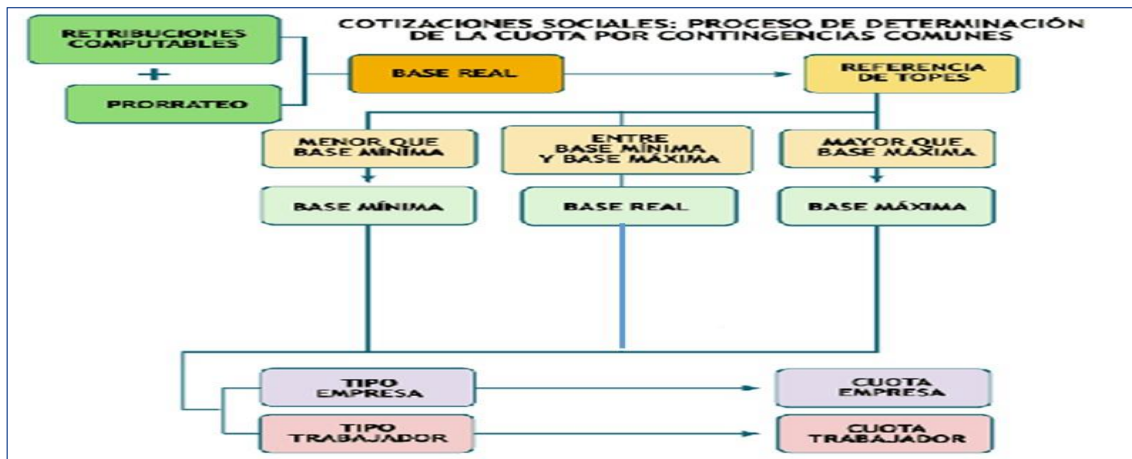 COTIZACIONES SOCIALES: PROCESO DE DETERMINACIÓN
DE LA CUOTA POR CONTINGENCIAS COMUNES
RETRIBUCIONES
COMPUTABLES
+
PRORRATEO
BASE REAL
REFERENCIA
DE TOPES
MENOR QUE
BASE MÍNIMA
ENTRE
BASE MÍNIMA
Y BASE MÁXIMA
MAYOR QUE
BASE MÁXIMA
BASE MÍNIMA
BASE REAL
BASE MÁXIMA
TIPO
EMPRESA
CUOTA
EMPRESA
TIPO
TRABAJADOR
CUOTA
TRABAJADOR